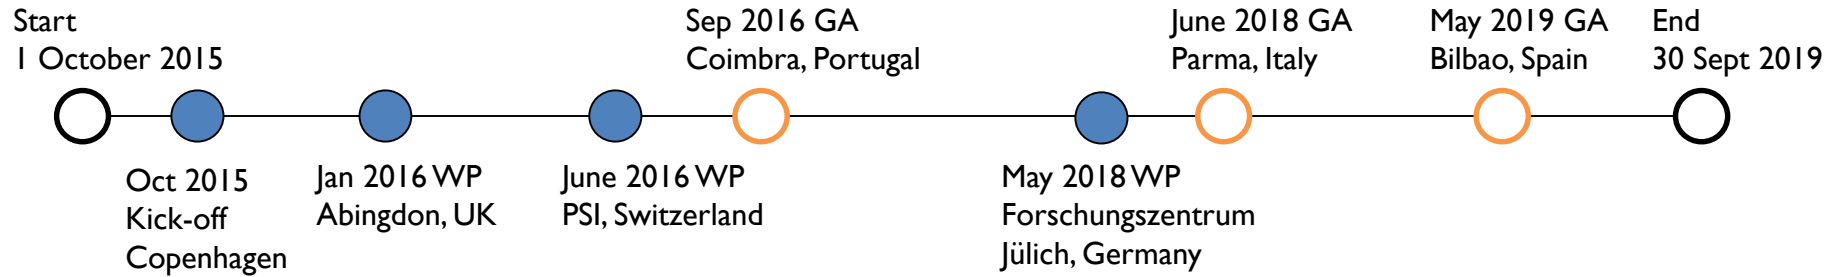 Start
1 October 2015
Sep 2016 GA
Coimbra, Portugal
June 2018 GA
Parma, Italy
May 2019 GA
Bilbao, Spain
End
30 Sept 2019
Oct 2015
Kick-off
Copenhagen
Jan 2016 WP
Abingdon, UK
June 2016 WP
PSI, Switzerland
May 2018 WP
Forschungszentrum
Jülich, Germany